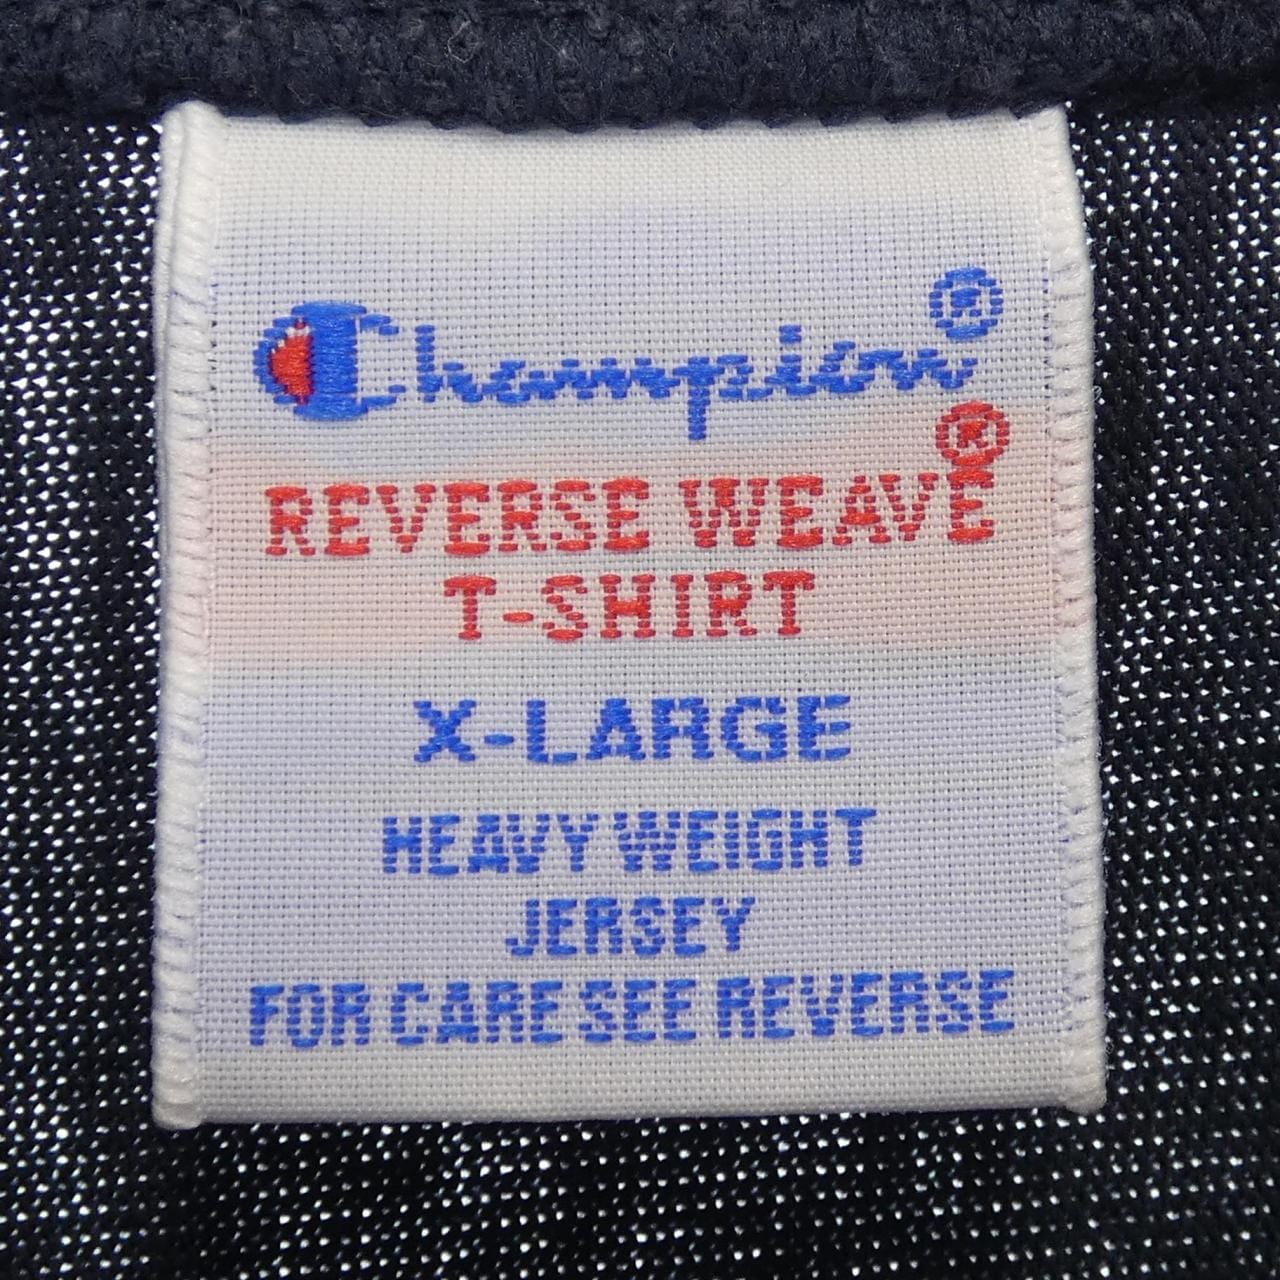 Champion®
REVERSE WEAVE®
T-SHIRT
X-LARGE
HEAVY WEIGHT
JERSEY
FOR CARE SEE REVERSE